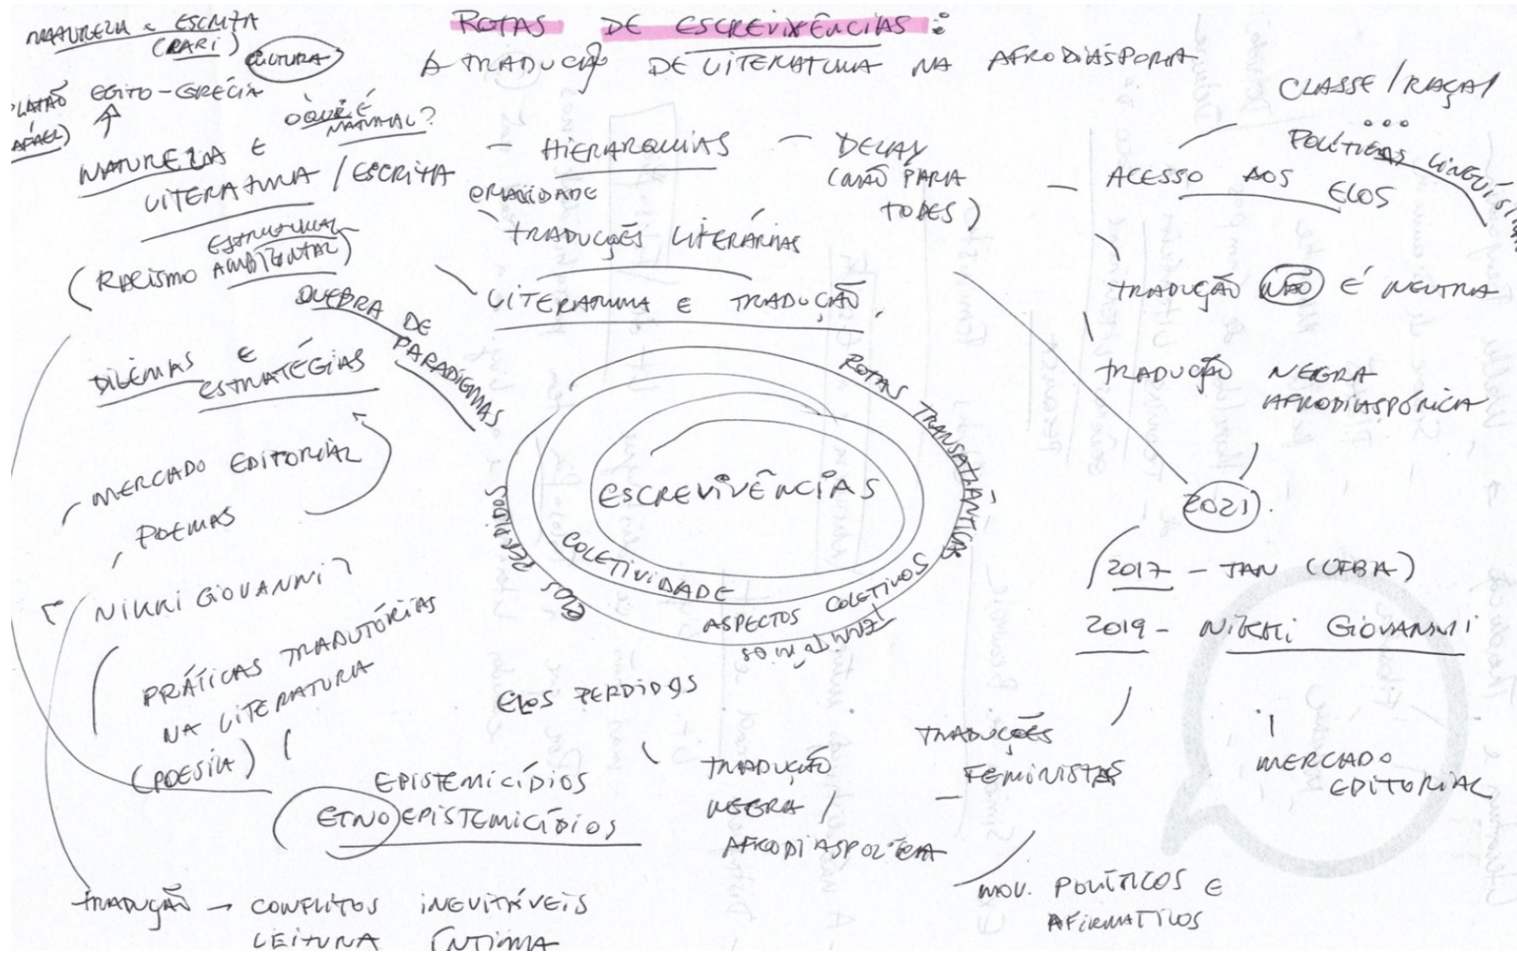 ROTAS DE ESCREVIVÊNCIAS:
A TRADUÇÃO DE LITERATURA NA AFRODIÁSPORA
NATUREZA e ESCRITA
(PARI)
CULTURA
PLATÃO EGITO - GRÉCIA
RAFAEL)
O QUE É
NATURAL?
NATUREZA E
LITERATURA / ESCRITA
ESTRUTURAL
(RACISMO AMBIENTAL)
QUEBRA DE
PARADIGMAS
DILEMAS E
ESTRATÉGIAS
MERCADO EDITORIAL
POEMAS
NIKKI GIOVANNI
PRÁTICAS TRADUTÓRIAS
NA LITERATURA
(POESIA)
- HIERARQUIAS - DELAY
(NÃO PARA
TODES)
ORALIDADE
TRADUÇÕES LITERÁRIAS
LITERATURA E TRADUÇÃO
ESCREVIVÊNCIAS
COLETIVIDADE
ROTAS TRANSATLÂNTICAS
ASPECTOS COLETIVOS
ELOS PERDIDOS
ELOS PERDIDOS
EPISTEMICÍDIOS
ETNOEPISTEMICÍDIOS
TRADUÇÃO → CONFLITOS INEVITÁVEIS
LEITURA ÍNTIMA
CLASSE / RAÇA/
...
POLÍTICAS LINGUÍSTICAS
- ACESSO AOS ELOS
TRADUÇÃO NÃO É NEUTRA
TRADUÇÃO NEGRA
AFRODIASPÓRICA
2021
2017 - JAN (UFBA)
2019 - NIKKI GIOVANNI
MERCADO
EDITORIAL
TRADUÇÕES
- FEMINISTAS
TRADUÇÃO
NEGRA /
AFRODIASPÓRICA
MOV. POLÍTICOS E
AFIRMATIVOS